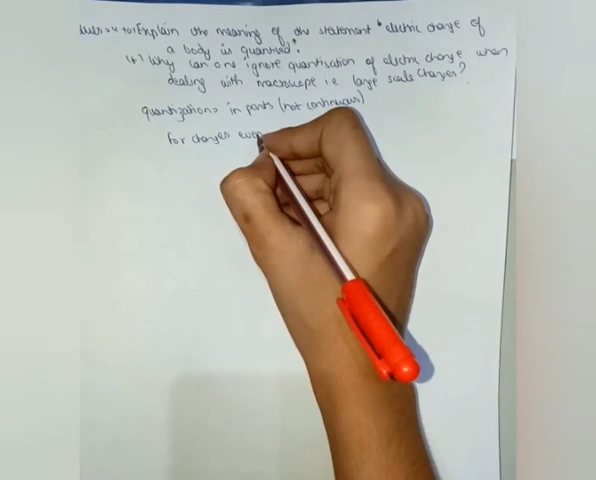 Ques → 4 (a) Explain the meaning of the statement "electric charge of
a body is quantised".
(b) Why can one ignore quantisation of electric charge when
dealing with macroscopic i.e large scale charges?
quantization → in parts (not continuous)
For charges every